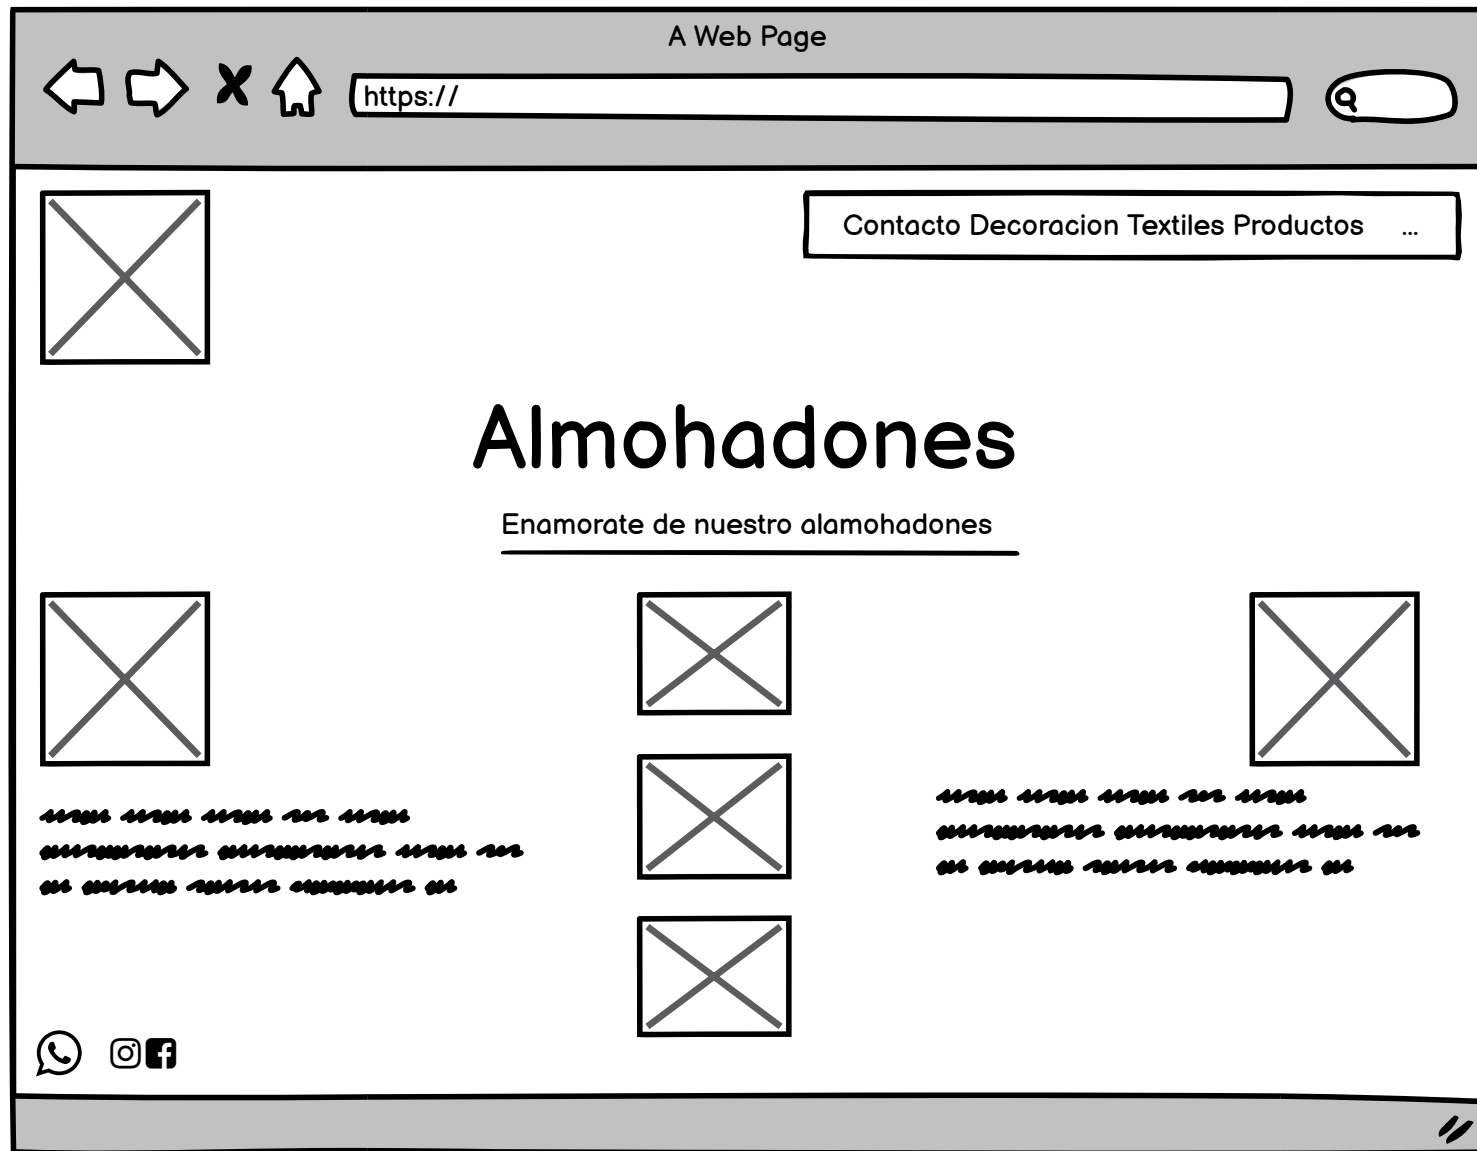 A Web Page
https://
Contacto Decoracion Textiles Productos ...
Almohadones
Enamorate de nuestro alamohadones